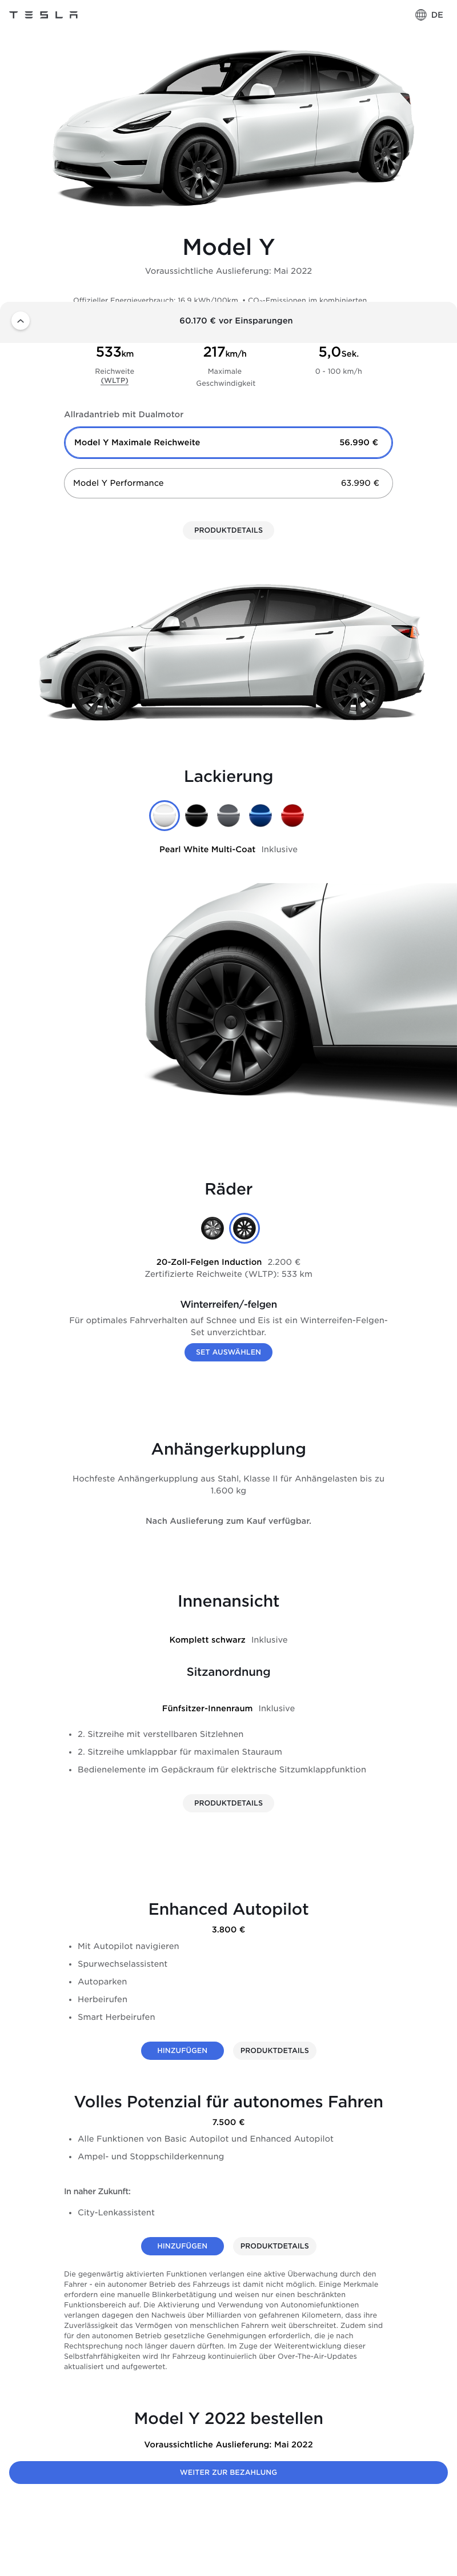 TESLA
DE
Model Y
Voraussichtliche Auslieferung: Mai 2022
Offizieller Energieverbrauch: 16,9 kWh/100km, • CO₂-Emissionen im kombinierten
60.170 € vor Einsparungen
533km
217km/h
5,0Sek.
Reichweite
(WLTP)
Maximale
Geschwindigkeit
0 - 100 km/h
Allradantrieb mit Dualmotor
Model Y Maximale Reichweite 56.990 €
Model Y Performance 63.990 €
PRODUKTDETAILS
Lackierung
Pearl White Multi-Coat Inklusive
Räder
20-Zoll-Felgen Induction 2.200 €
Zertifizierte Reichweite (WLTP): 533 km
Winterreifen/-felgen
Für optimales Fahrverhalten auf Schnee und Eis ist ein Winterreifen-Felgen-
Set unverzichtbar.
SET AUSWÄHLEN
Anhängerkupplung
Hochfeste Anhängerkupplung aus Stahl, Klasse II für Anhängelasten bis zu
1.600 kg
Nach Auslieferung zum Kauf verfügbar.
Innenansicht
Komplett schwarz Inklusive
Sitzanordnung
Fünfsitzer-Innenraum Inklusive
• 2. Sitzreihe mit verstellbaren Sitzlehnen
• 2. Sitzreihe umklappbar für maximalen Stauraum
• Bedienelemente im Gepäckraum für elektrische Sitzumklappfunktion
PRODUKTDETAILS
Enhanced Autopilot
3.800 €
• Mit Autopilot navigieren
• Spurwechselassistent
• Autoparken
• Herbeirufen
• Smart Herbeirufen
HINZUFÜGEN
PRODUKTDETAILS
Volles Potenzial für autonomes Fahren
7.500 €
• Alle Funktionen von Basic Autopilot und Enhanced Autopilot
• Ampel- und Stoppschilderkennung
In naher Zukunft:
• City-Lenkassistent
HINZUFÜGEN
PRODUKTDETAILS
Die gegenwärtig aktivierten Funktionen verlangen eine aktive Überwachung durch den
Fahrer - ein autonomer Betrieb des Fahrzeugs ist damit nicht möglich. Einige Merkmale
erfordern eine manuelle Blinkerbetätigung und weisen nur einen beschränkten
Funktionsbereich auf. Die Aktivierung und Verwendung von Autonomiefunktionen
verlangen dagegen den Nachweis über Milliarden von gefahrenen Kilometern, dass ihre
Zuverlässigkeit das Vermögen von menschlichen Fahrern weit überschreitet. Zudem sind
für den autonomen Betrieb gesetzliche Genehmigungen erforderlich, die je nach
Rechtsprechung noch länger dauern dürften. Im Zuge der Weiterentwicklung dieser
Selbstfahrfähigkeiten wird Ihr Fahrzeug kontinuierlich über Over-The-Air-Updates
aktualisiert und aufgewertet.
Model Y 2022 bestellen
Voraussichtliche Auslieferung: Mai 2022
WEITER ZUR BEZAHLUNG